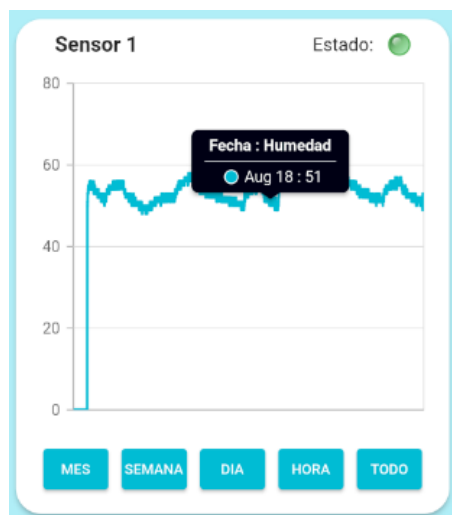 Sensor 1 Estado:
80
Fecha : Humedad
60
Aug 18 : 51
40
20
0
MES SEMANA DIA HORA TODO